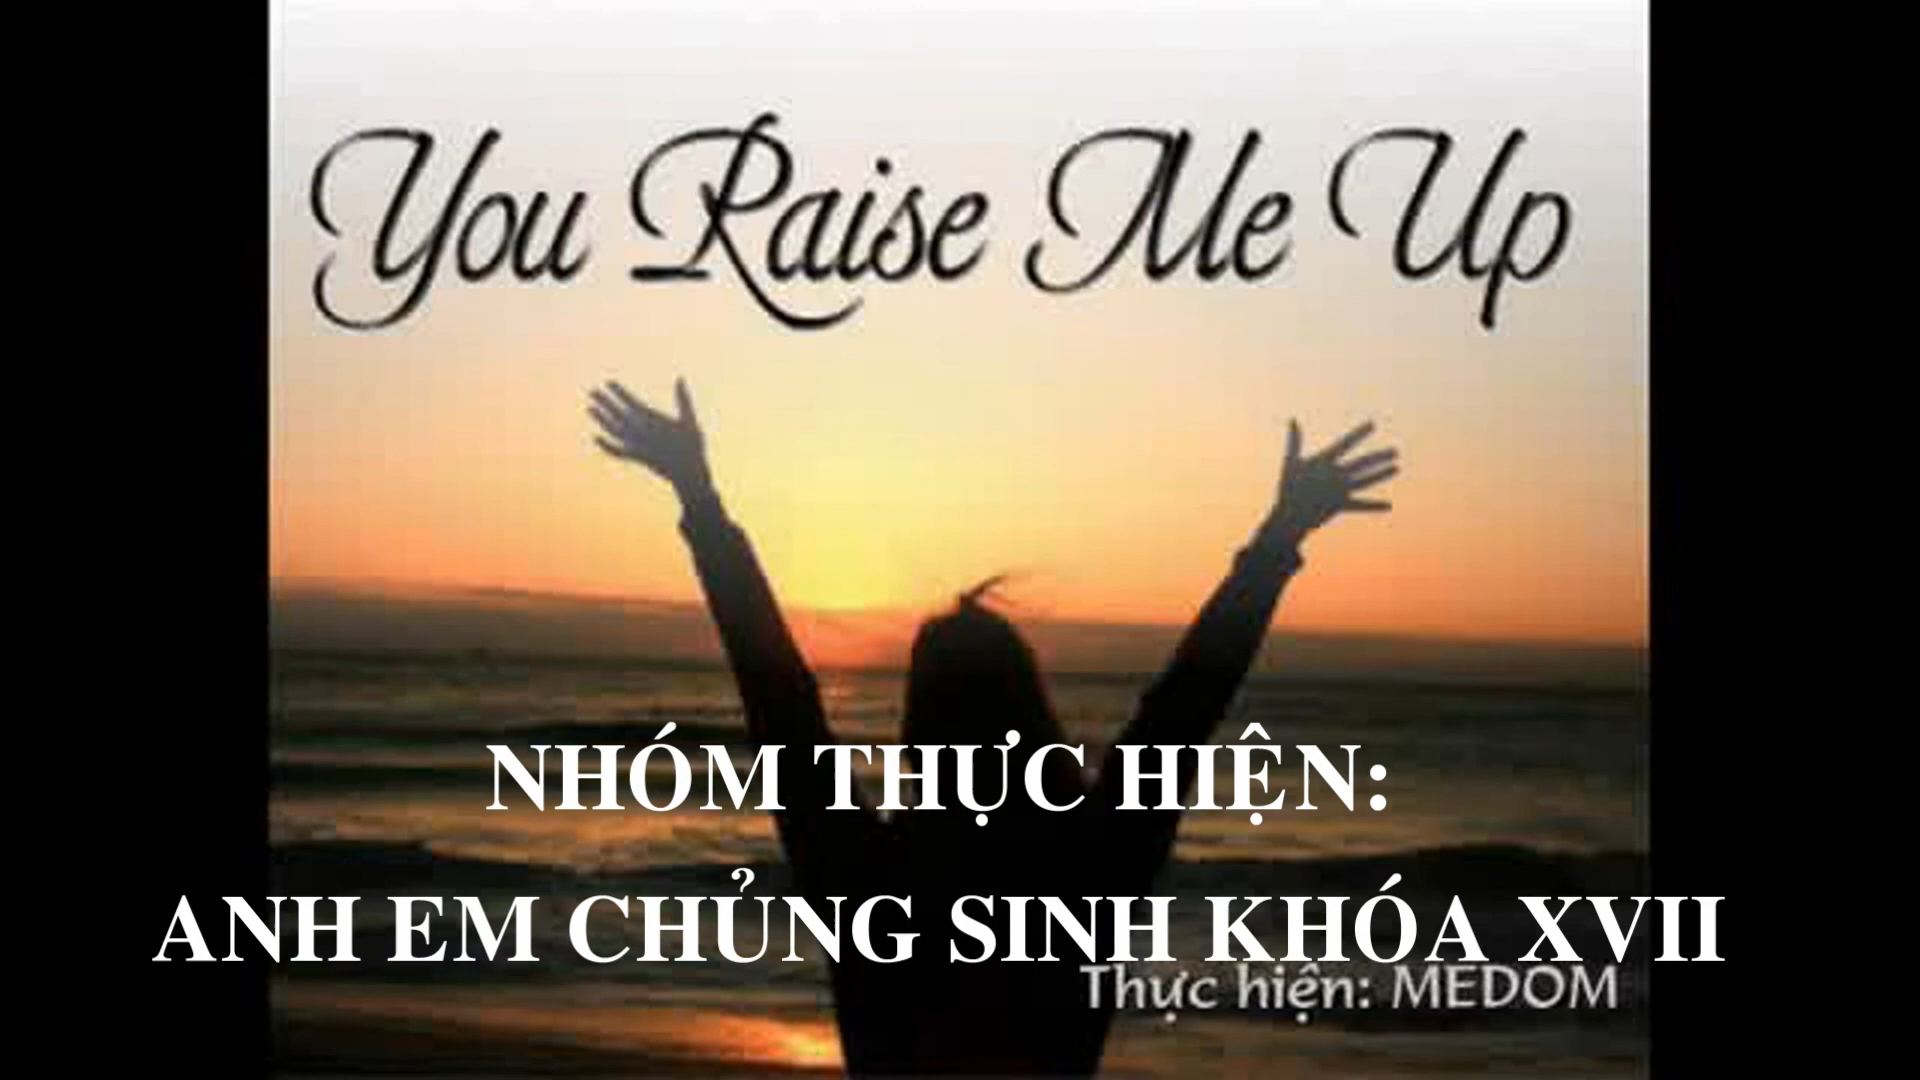 You Raise Me Up
NHÓM THỰC HIỆN:
ANH EM CHỦNG SINH KHÓA XVII
Thực hiện: MEDOM